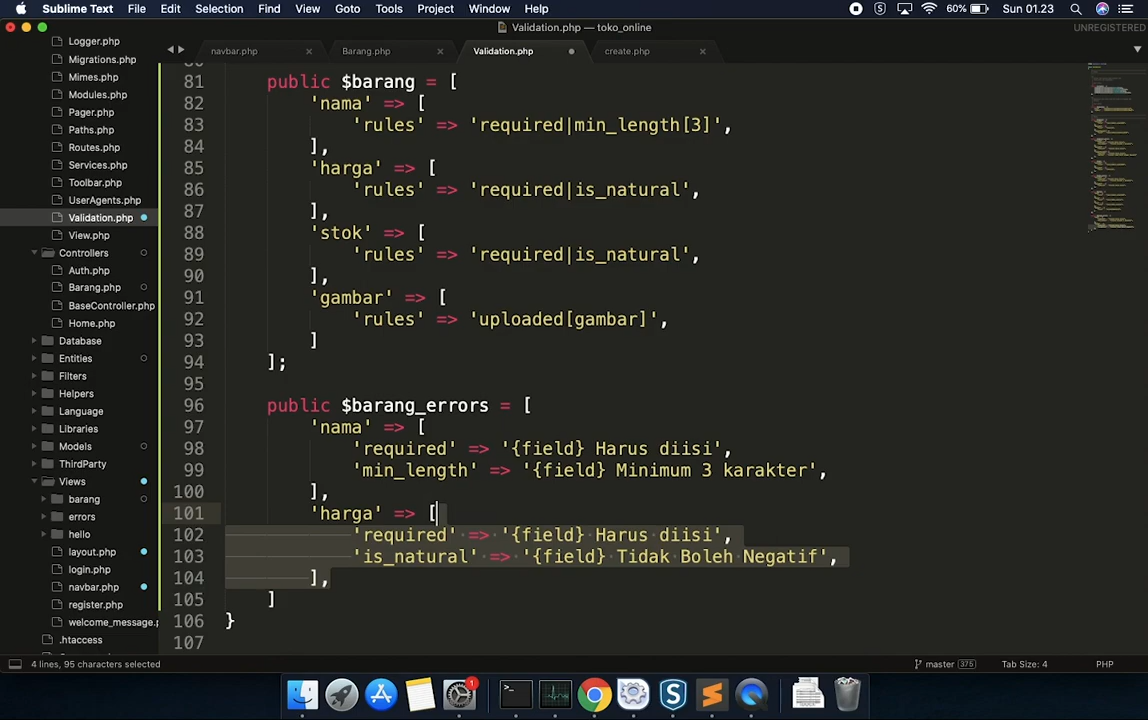 Sublime Text File Edit Selection Find View Goto Tools Project Window Help 60% Sun 01.23
Validation.php — toko_online UNREGISTERED
navbar.php Barang.php Validation.php create.php
Logger.php
Migrations.php
Mimes.php
Modules.php
Pager.php
Paths.php
Routes.php
Services.php
Toolbar.php
UserAgents.php
Validation.php
View.php
Controllers
Auth.php
Barang.php
BaseController.php
Home.php
Database
Entities
Filters
Helpers
Language
Libraries
Models
ThirdParty
Views
barang
errors
hello
layout.php
login.php
navbar.php
register.php
welcome_message.p
.htaccess
81 public $barang = [
82 'nama' => [
83 'rules' => 'required|min_length[3]',
84 ],
85 'harga' => [
86 'rules' => 'required|is_natural',
87 ],
88 'stok' => [
89 'rules' => 'required|is_natural',
90 ],
91 'gambar' => [
92 'rules' => 'uploaded[gambar]',
93 ]
94 ];
95
96 public $barang_errors = [
97 'nama' => [
98 'required' => '{field} Harus diisi',
99 'min_length' => '{field} Minimum 3 karakter',
100 ],
101 'harga' => [
102 'required' => '{field} Harus diisi',
103 'is_natural' => '{field} Tidak Boleh Negatif',
104 ],
105 ]
106 }
107
4 lines, 95 characters selected master 375 Tab Size: 4 PHP
1